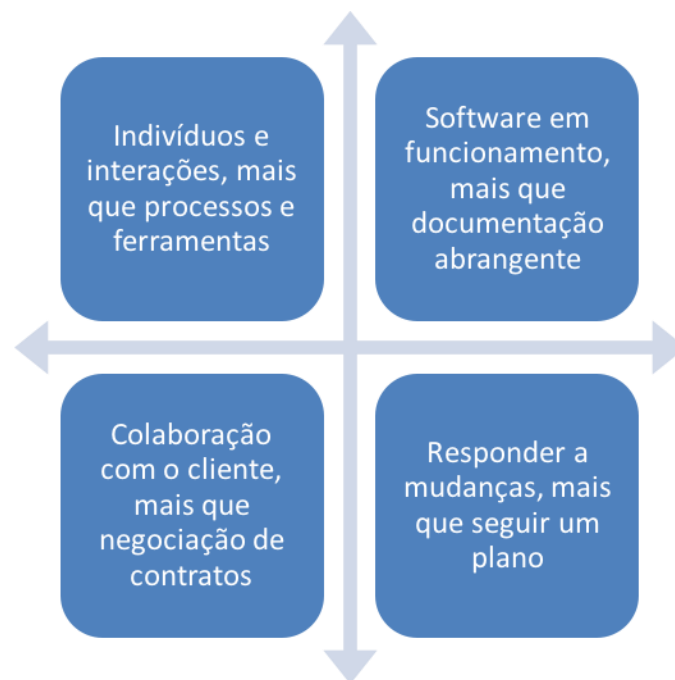 Indivíduos e
interações, mais
que processos e
ferramentas
Software em
funcionamento,
mais que
documentação
abrangente
Colaboração
com o cliente,
mais que
negociação de
contratos
Responder a
mudanças, mais
que seguir um
plano